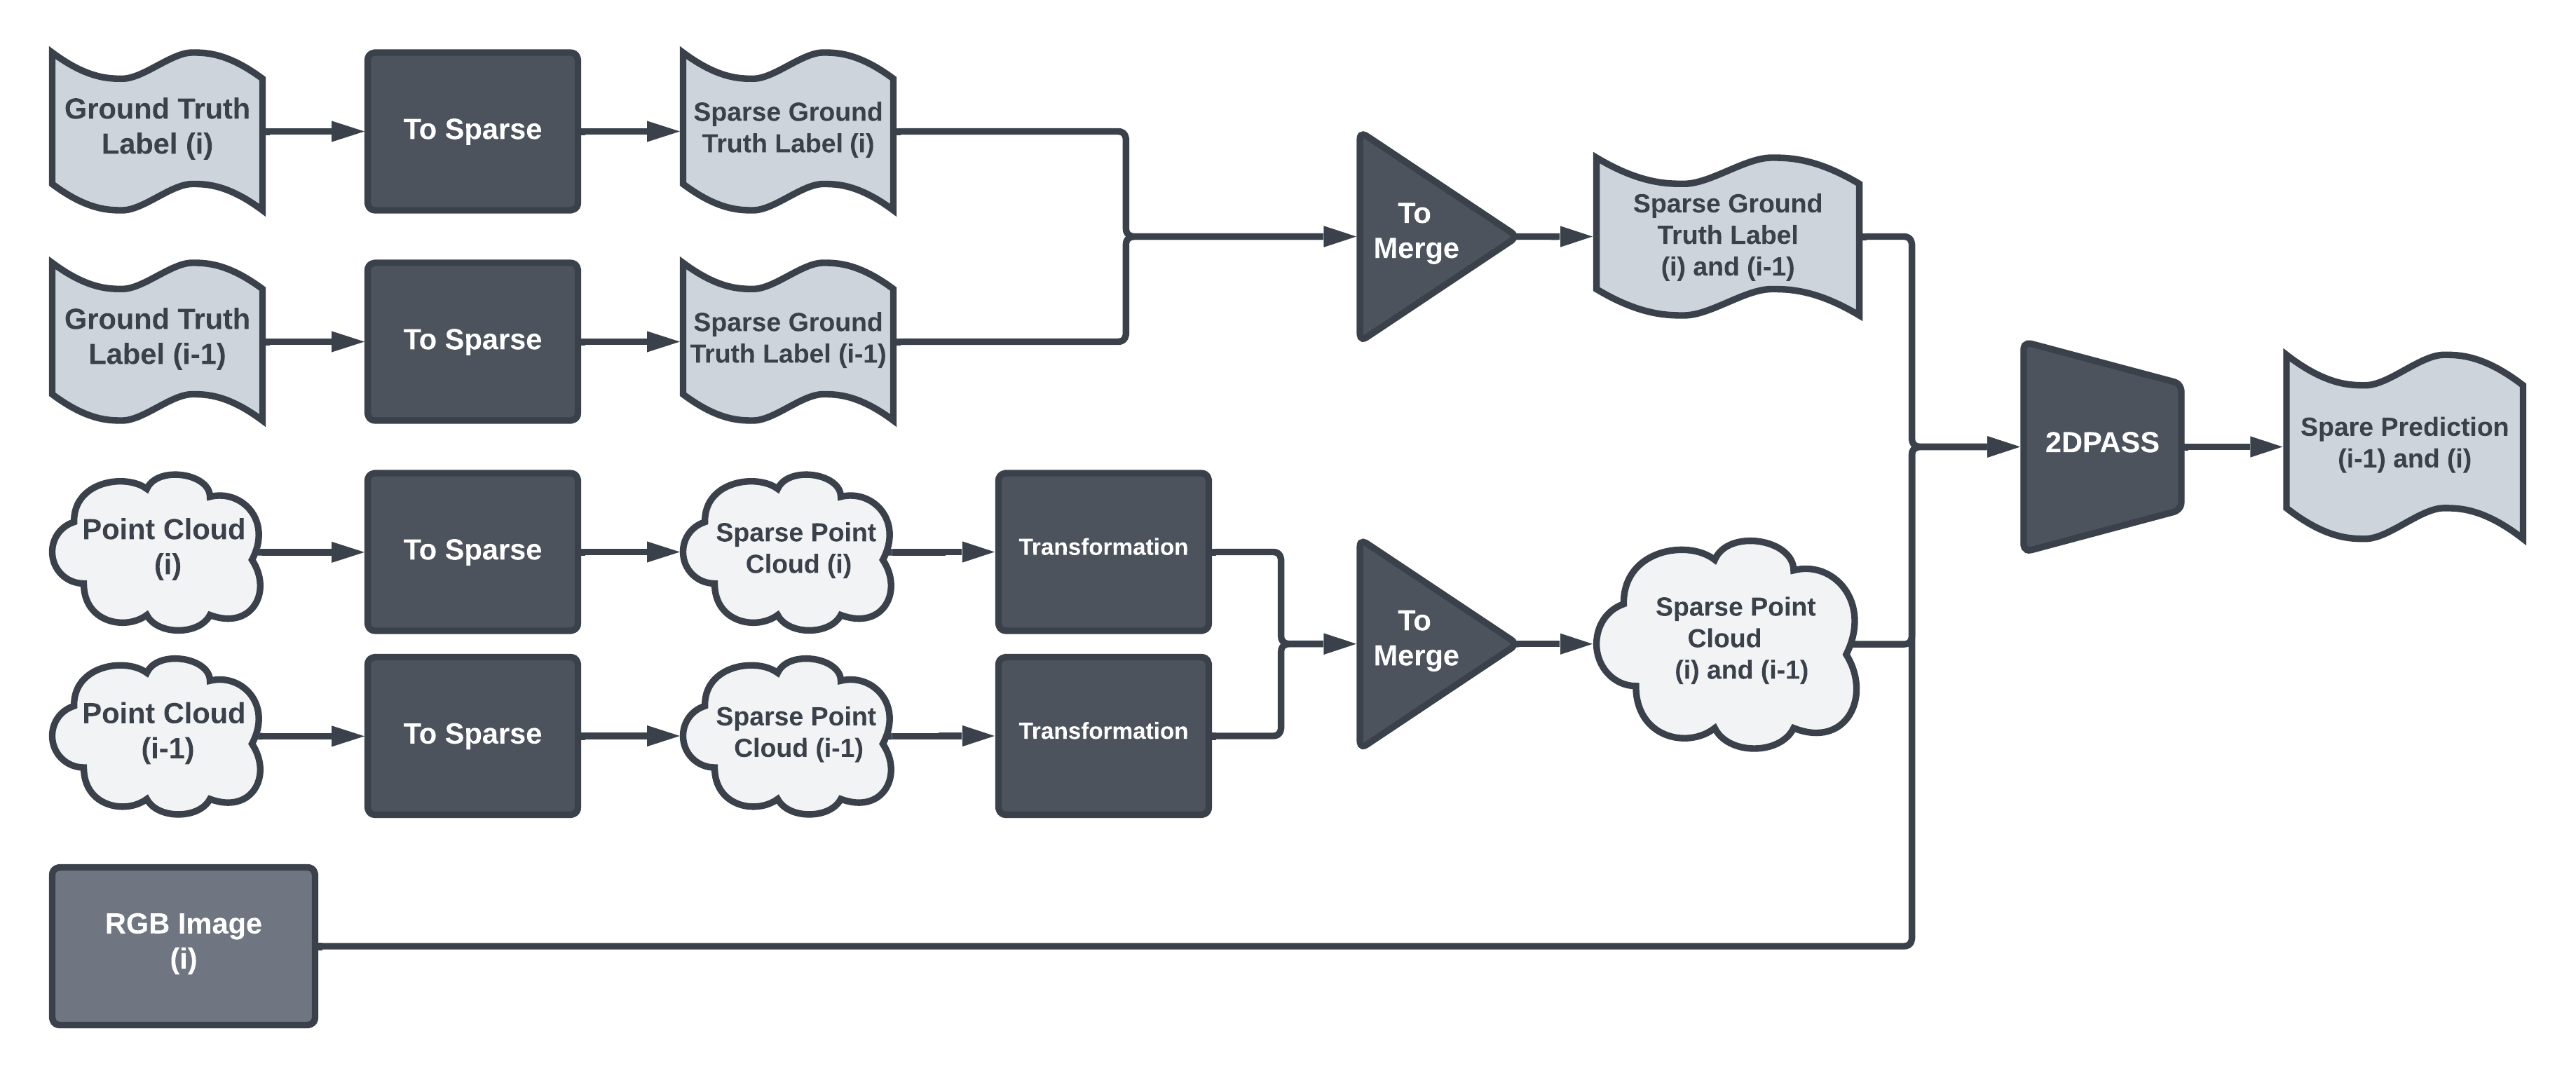 Ground Truth
Label (i)
To Sparse
Sparse Ground
Truth Label (i)
Ground Truth
Label (i-1)
To Sparse
Sparse Ground
Truth Label (i-1)
To
Merge
Sparse Ground
Truth Label
(i) and (i-1)
Point Cloud
(i)
To Sparse
Sparse Point
Cloud (i)
Transformation
Point Cloud
(i-1)
To Sparse
Sparse Point
Cloud (i-1)
Transformation
To
Merge
Sparse Point
Cloud
(i) and (i-1)
RGB Image
(i)
2DPASS
Spare Prediction
(i-1) and (i)